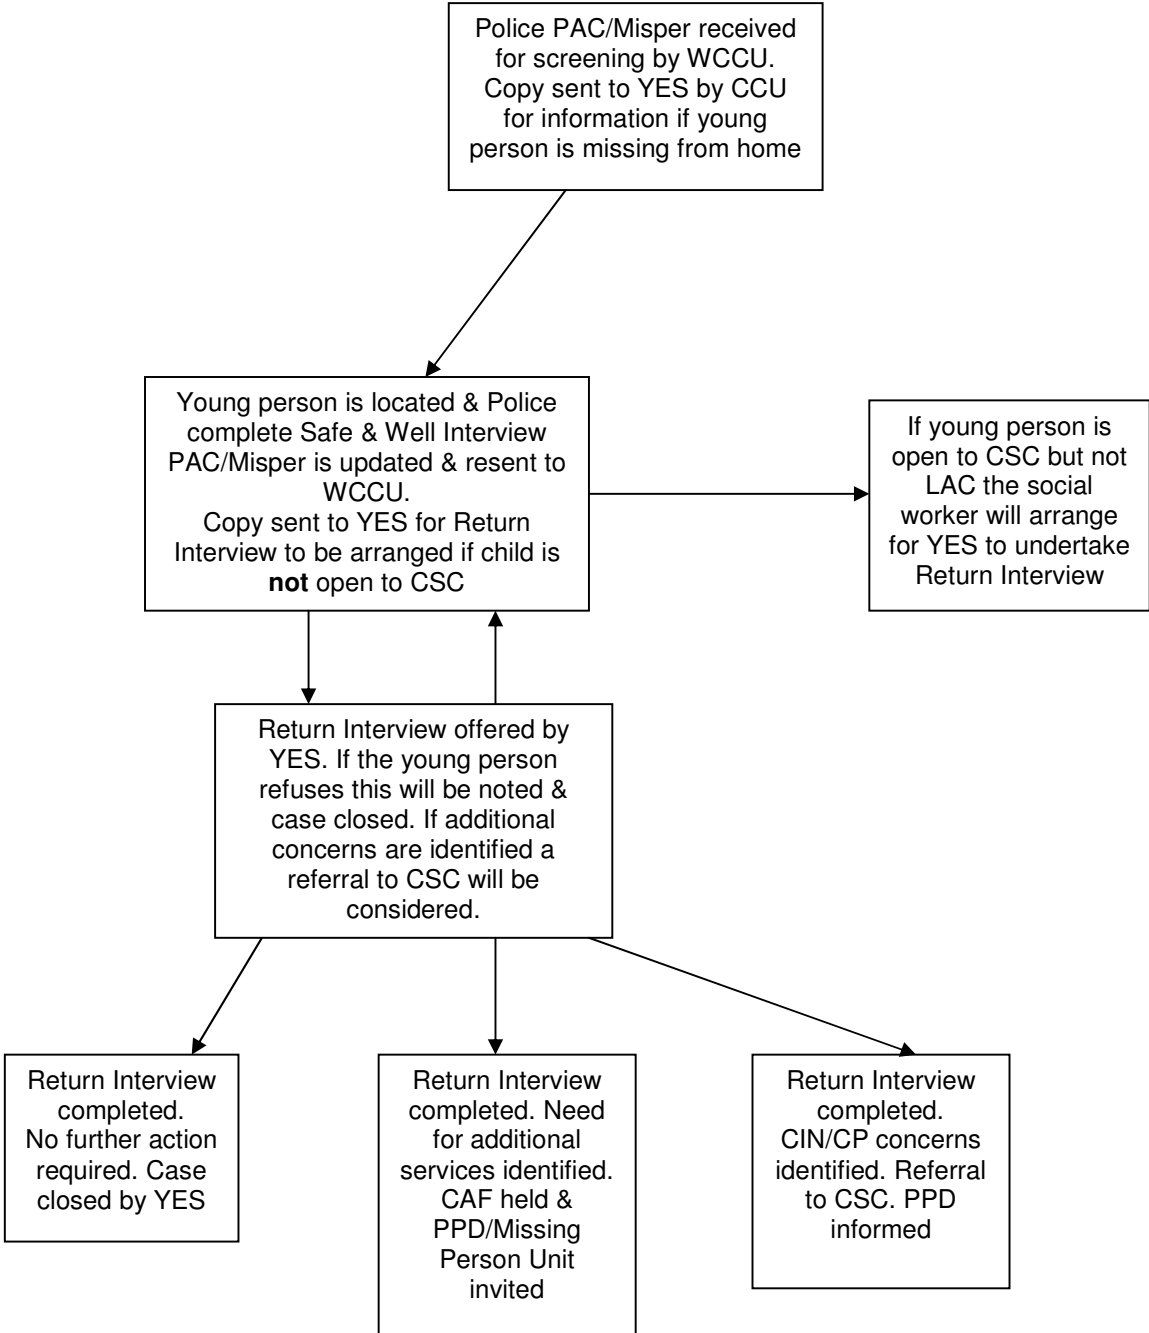 Police PAC/Misper received
for screening by WCCU.
Copy sent to YES by CCU
for information if young
person is missing from home
Young person is located & Police
complete Safe & Well Interview
PAC/Misper is updated & resent to
WCCU.
Copy sent to YES for Return
Interview to be arranged if child is
not open to CSC
If young person is
open to CSC but not
LAC the social
worker will arrange
for YES to undertake
Return Interview
Return Interview offered by
YES. If the young person
refuses this will be noted &
case closed. If additional
concerns are identified a
referral to CSC will be
considered.
Return Interview
completed.
No further action
required. Case
closed by YES
Return Interview
completed. Need
for additional
services identified.
CAF held &
PPD/Missing
Person Unit
invited
Return Interview
completed.
CIN/CP concerns
identified. Referral
to CSC. PPD
informed